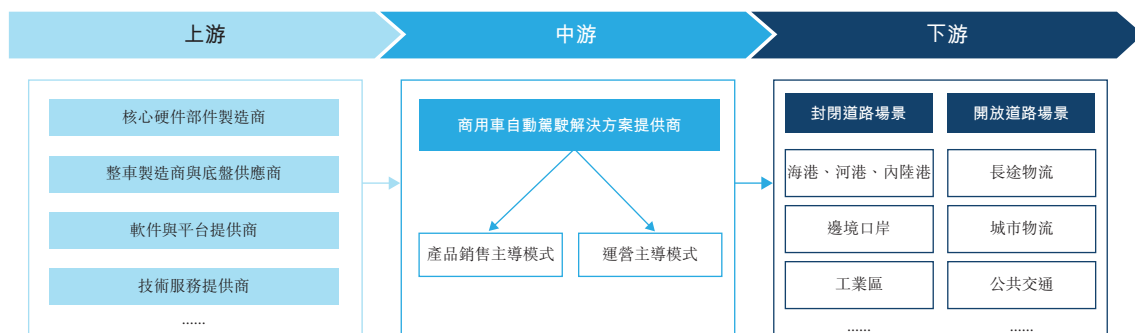 上游
中游
下游
核心硬件部件製造商
整車製造商與底盤供應商
軟件與平台提供商
技術服務提供商
......
商用車自動駕駛解決方案提供商
產品銷售主導模式
運營主導模式
封閉道路場景
海港、河港、內陸港
邊境口岸
工業區
......
開放道路場景
長途物流
城市物流
公共交通
......